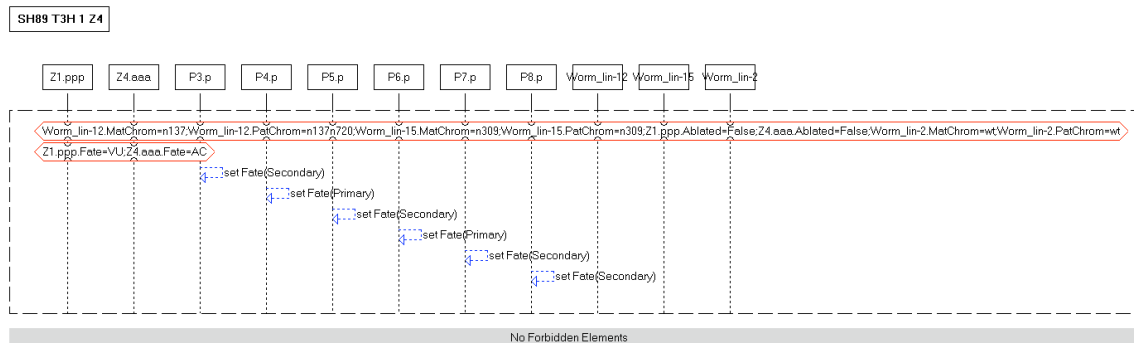 SH89 T3H 1 Z4
Z1.ppp Z4.aaa P3.p P4.p P5.p P6.p P7.p P8.p Worm_lin-12 Worm_lin-15 Worm_lin-2
Worm_lin-12.MatChrom=n137;Worm_lin-12.PatChrom=n137n720;Worm_lin-15.MatChrom=n309;Worm_lin-15.PatChrom=n309;Z1.ppp.Ablated=False;Z4.aaa.Ablated=False;Worm_lin-2.MatChrom=wt;Worm_lin-2.PatChrom=wt
Z1.ppp.Fate=VU;Z4.aaa.Fate=AC
set Fate(Secondary)
set Fate(Primary)
set Fate(Secondary)
set Fate(Primary)
set Fate(Secondary)
set Fate(Secondary)
No Forbidden Elements